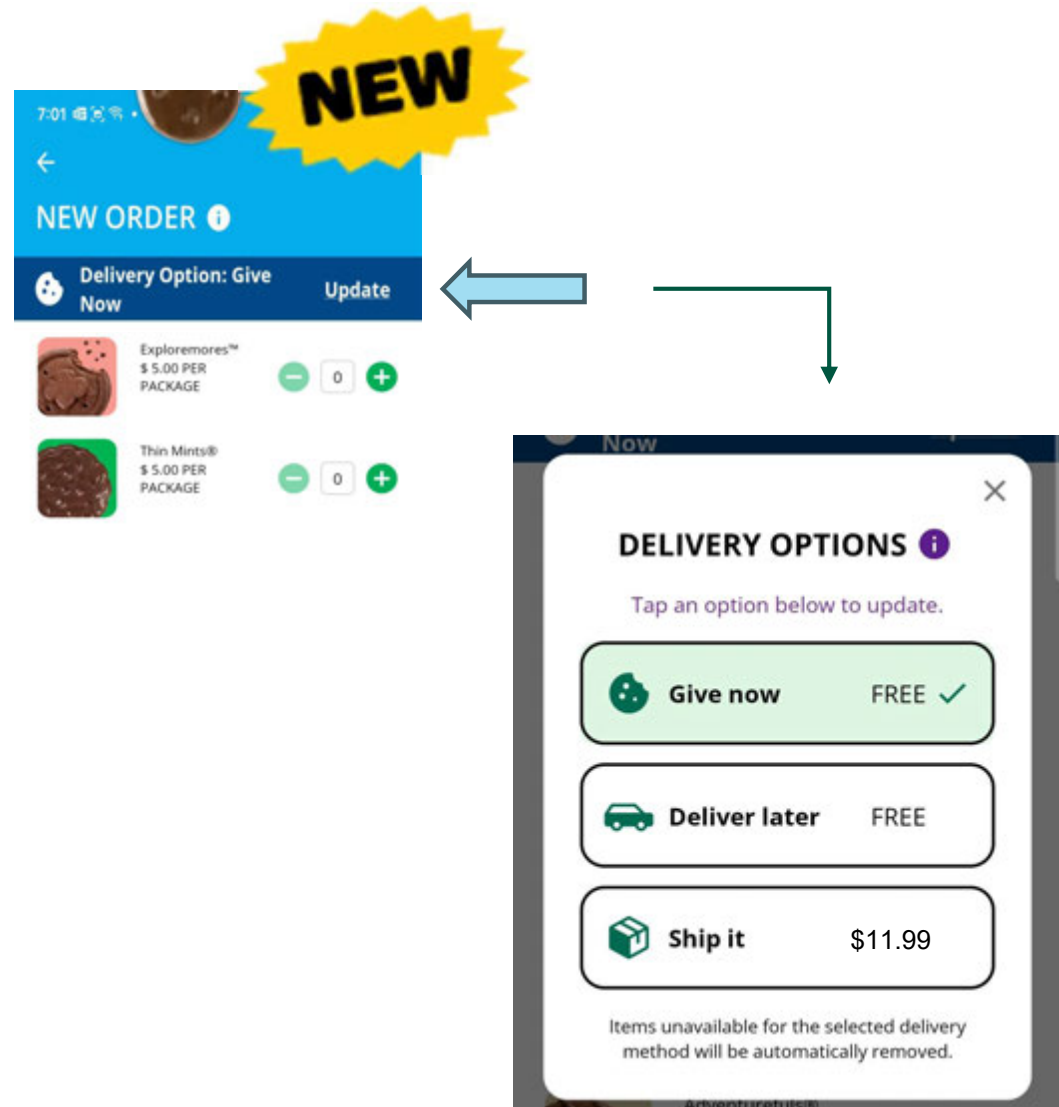 NEW
7:01
NEW ORDER
Delivery Option: Give
Now
Update
Exploremores™
$ 5.00 PER
PACKAGE
0
Thin Mints®
$ 5.00 PER
PACKAGE
0
Now
DELIVERY OPTIONS
Tap an option below to update.
Give now FREE
Deliver later FREE
Ship it $11.99
Items unavailable for the selected delivery
method will be automatically removed.
Adventurefuls®